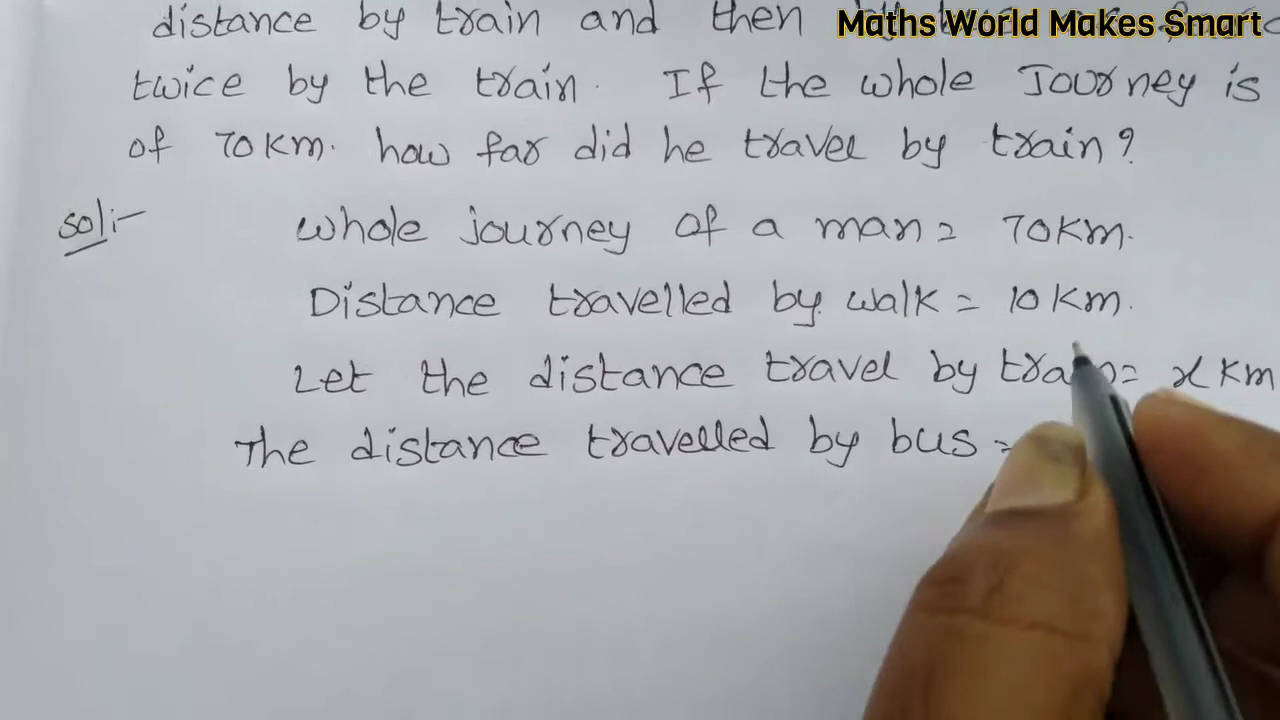 Maths World Makes Smart
distance by train and then by
twice by the train. If the whole Journey is
of 70 Km. how far did he travel by train?
Sol:- Whole journey of a man = 70 Km.
Distance travelled by walk = 10 Km.
Let the distance travel by train = x Km
The distance travelled by bus =